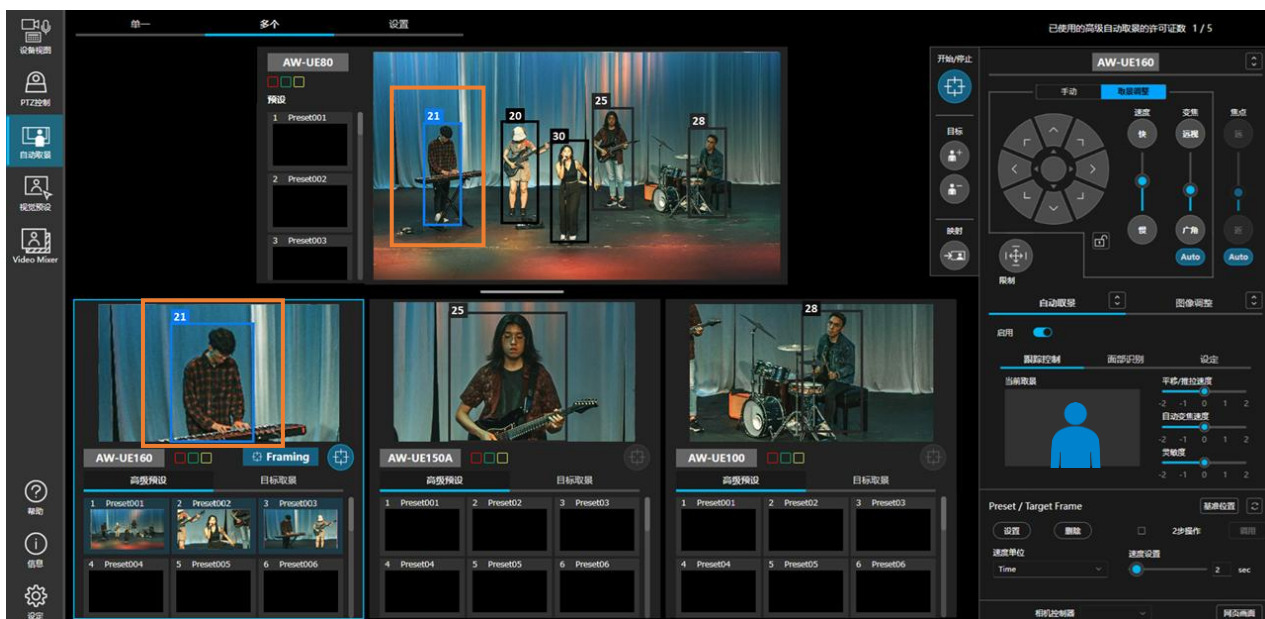 单一
多个
设置
已使用的高级自动取景的许可证数 1 / 5
设备视图
PTZ控制
自动取景
视觉预设
Video Mixer
帮助
信息
设定
AW-UE80
预设
1 Preset001
2 Preset002
3 Preset003
21
20
30
25
28
开始/停止
目标
映射
21
AW-UE160
Framing
高级预设
目标取景
1 Preset001
2 Preset002
3 Preset003
4 Preset004
5 Preset005
6 Preset006
25
AW-UE150A
高级预设
目标取景
1 Preset01
2 Preset02
3 Preset03
4 Preset04
5 Preset05
6 Preset06
28
AW-UE100
高级预设
目标取景
1 Preset01
2 Preset02
3 Preset03
4 Preset04
5 Preset05
6 Preset06
AW-UE160
手动
取景调整
速度
变焦
焦点
快
远视
远
慢
广角
近
Auto
Auto
限制
自动取景
图像调整
启用
跟踪控制
面部识别
设定
当前取景
平移/推拉速度
-2 -1 0 1 2
自动变焦速度
-2 -1 0 1 2
灵敏度
-2 -1 0 1 2
Preset / Target Frame
基准位置
设置
删除
2步操作
调用
速度单位
速度设置
Time
2 sec
相机控制器
网页画面